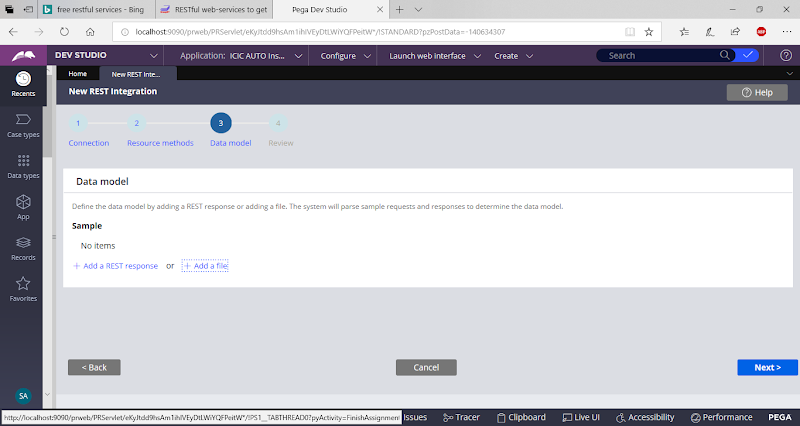 free restful services - Bing
RESTful web-services to get
Pega Dev Studio
localhost:9090/prweb/PRServlet/eKyJtdd9hsAm1ihIVEyDtLWiYQFPeitW*/!STANDARD?pzPostData=-140634307
ABP
DEV STUDIO
Application: ICIC AUTO Ins...
Configure
Launch web interface
Create
Search
Home
New REST Inte...
New REST Integration
Help
Recents
Case types
Data types
App
Records
Favorites
SA
1
2
3
4
Connection
Resource methods
Data model
Review
Data model
Define the data model by adding a REST response or adding a file. The system will parse sample requests and responses to determine the data model.
Sample
No items
+ Add a REST response or + Add a file
< Back
Cancel
Next >
http://localhost:9090/prweb/PRServlet/eKyJtdd9hsAm1ihIVEyDtLWiYQFPeitW*/!PS1__TABTHREAD0?pyActivity=FinishAssignment
Issues
Tracer
Clipboard
Live UI
Accessibility
Performance
PEGA